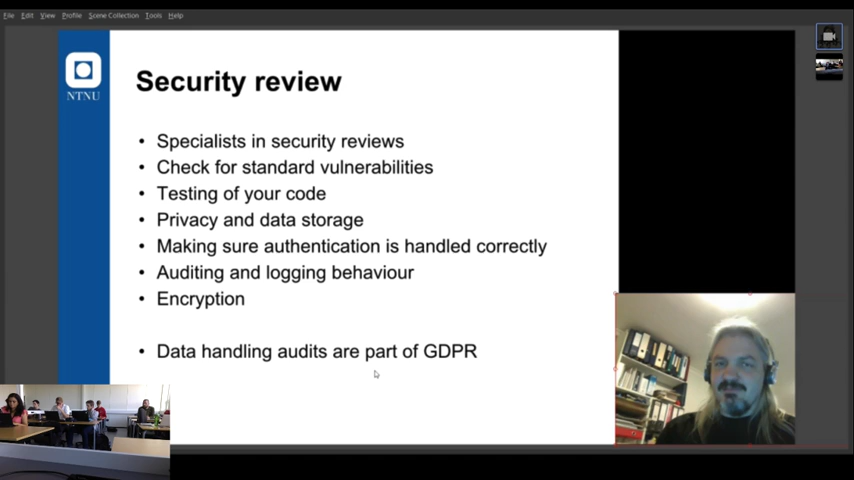 File Edit View Profile Scene Collection Tools Help
NTNU
Security review
• Specialists in security reviews
• Check for standard vulnerabilities
• Testing of your code
• Privacy and data storage
• Making sure authentication is handled correctly
• Auditing and logging behaviour
• Encryption
• Data handling audits are part of GDPR